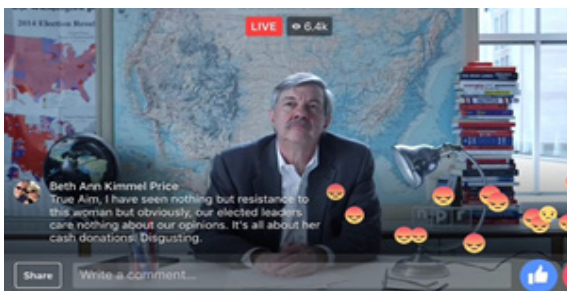 2014 Election Resul
LIVE 6.4k
Beth Ann Kimmel Price
True Aim, I have seen nothing but resistance to
this woman but obviously, our elected leaders
care nothing about our opinions. It's all about her
cash donations. Disgusting.
npr
Share Write a comment...